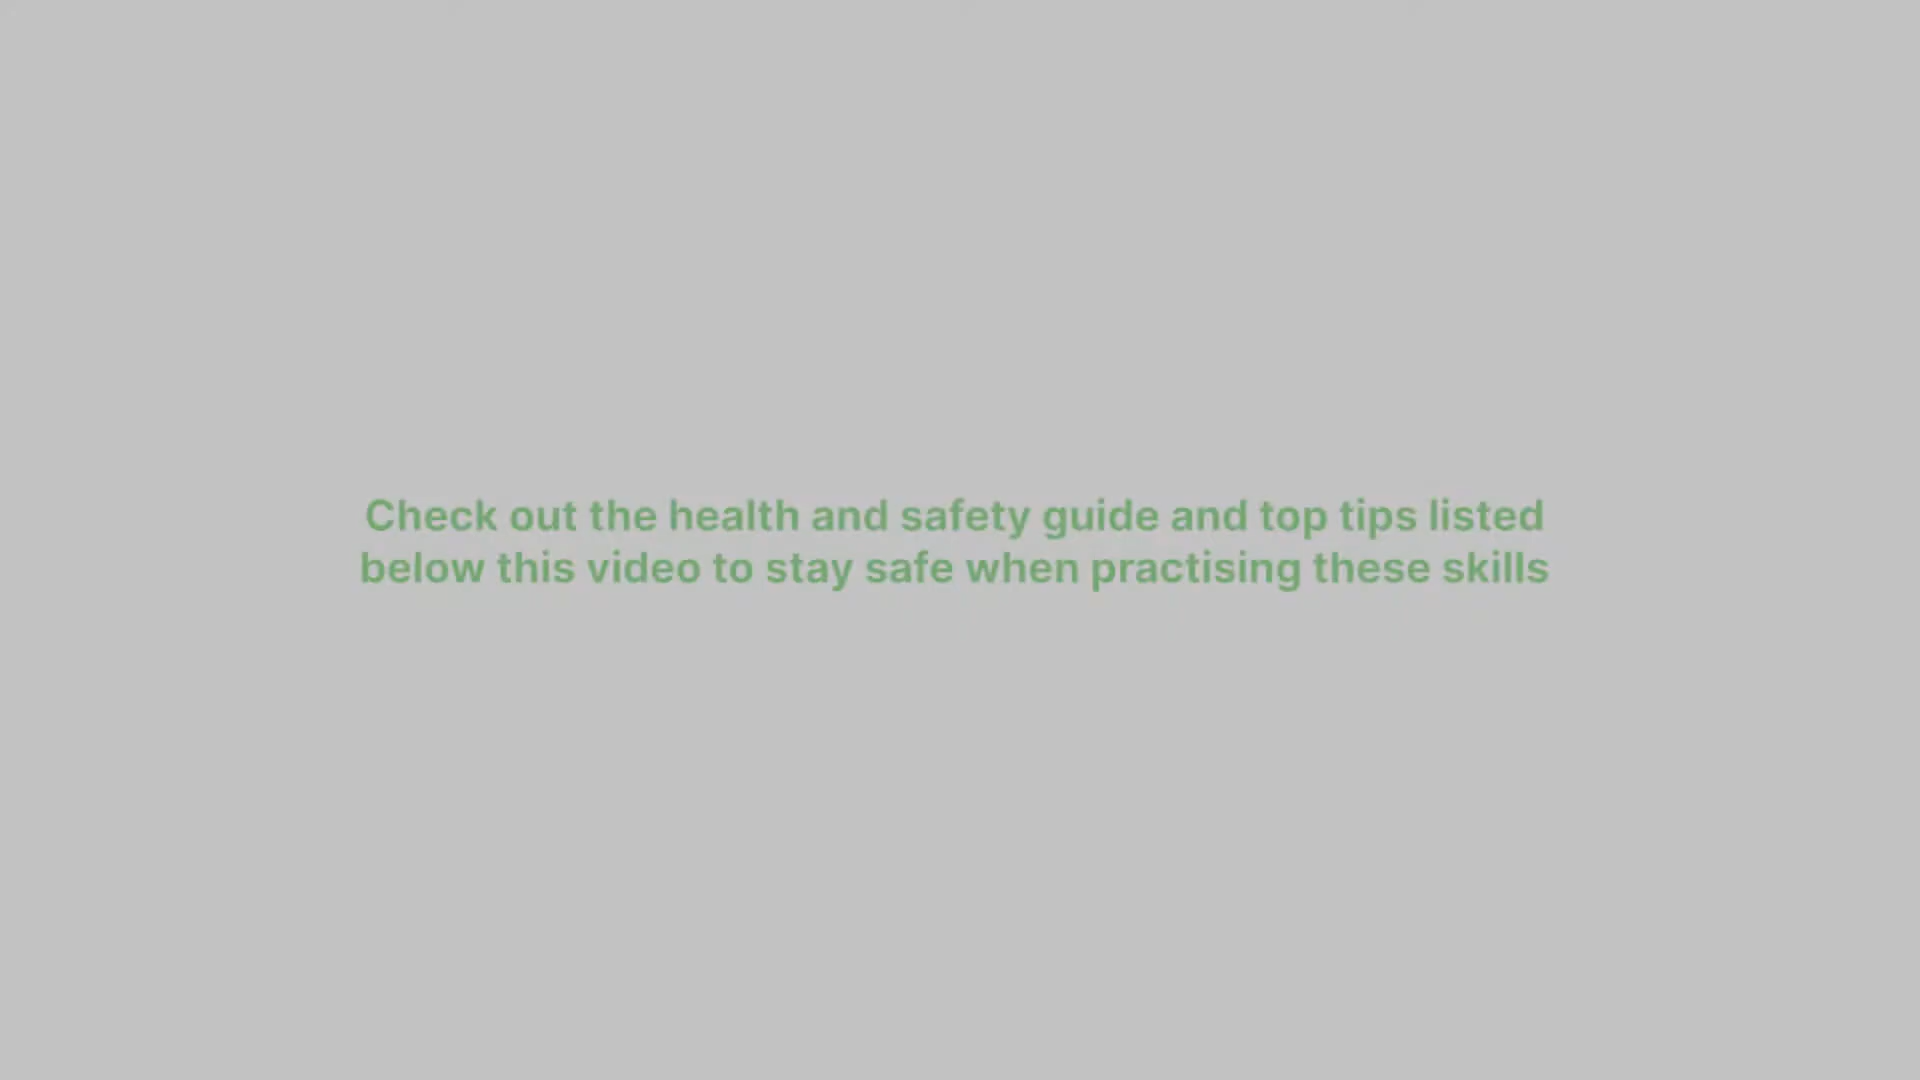 Check out the health and safety guide and top tips listed
below this video to stay safe when practising these skills